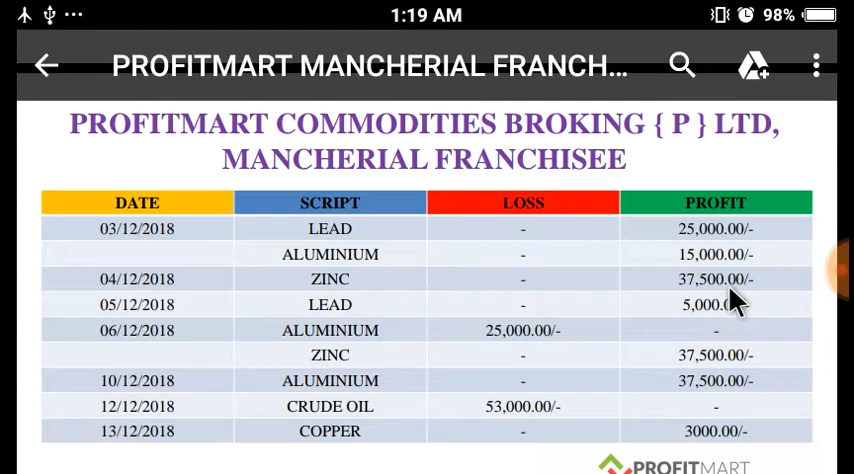 1:19 AM 98%
PROFITMART MANCHERIAL FRANCH...
PROFITMART COMMODITIES BROKING { P } LTD,
MANCHERIAL FRANCHISEE
DATE SCRIPT LOSS PROFIT
03/12/2018 LEAD - 25,000.00/-
ALUMINIUM - 15,000.00/-
04/12/2018 ZINC - 37,500.00/-
05/12/2018 LEAD - 5,000.0 /-
06/12/2018 ALUMINIUM 25,000.00/- -
ZINC - 37,500.00/-
10/12/2018 ALUMINIUM - 37,500.00/-
12/12/2018 CRUDE OIL 53,000.00/- -
13/12/2018 COPPER - 3000.00/-
PROFITMART